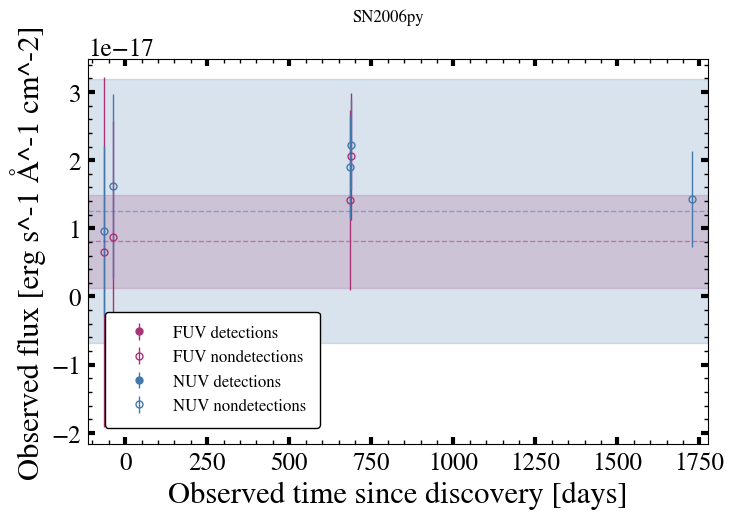 SN2006py
1e−17
Observed flux [erg s^-1 Å^-1 cm^-2]
3
2
1
0
−1
−2
FUV detections
FUV nondetections
NUV detections
NUV nondetections
0 250 500 750 1000 1250 1500 1750
Observed time since discovery [days]